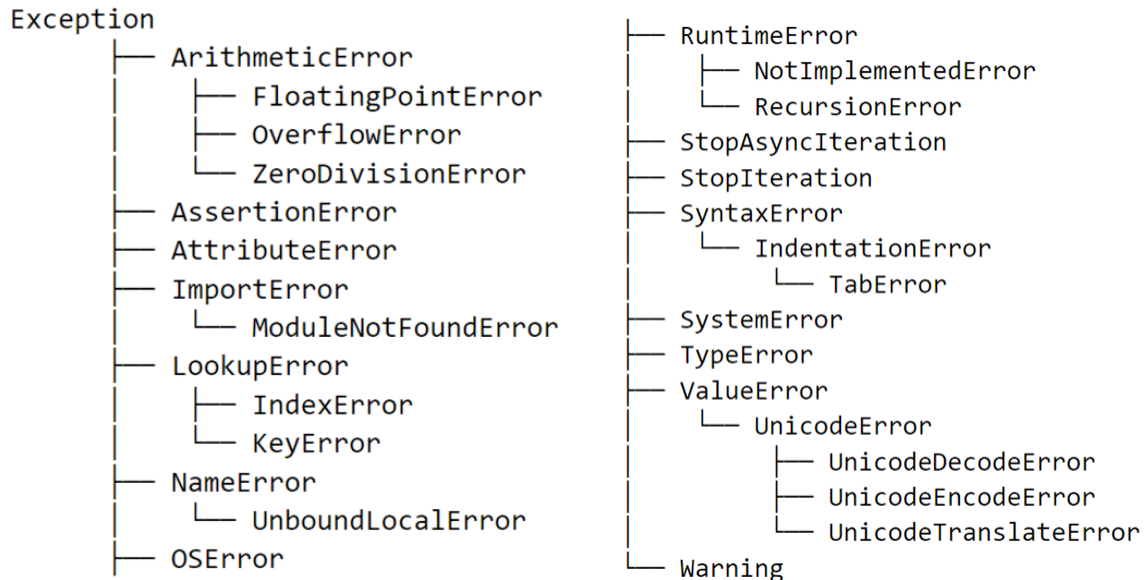 Exception
├── ArithmeticError
│    ├── FloatingPointError
│    ├── OverflowError
│    └── ZeroDivisionError
├── AssertionError
├── AttributeError
├── ImportError
│    └── ModuleNotFoundError
├── LookupError
│    ├── IndexError
│    └── KeyError
├── NameError
│    └── UnboundLocalError
├── OSError
├── RuntimeError
│    ├── NotImplementedError
│    └── RecursionError
├── StopAsyncIteration
├── StopIteration
├── SyntaxError
│    └── IndentationError
│         └── TabError
├── SystemError
├── TypeError
├── ValueError
│    └── UnicodeError
│         ├── UnicodeDecodeError
│         ├── UnicodeEncodeError
│         └── UnicodeTranslateError
└── Warning